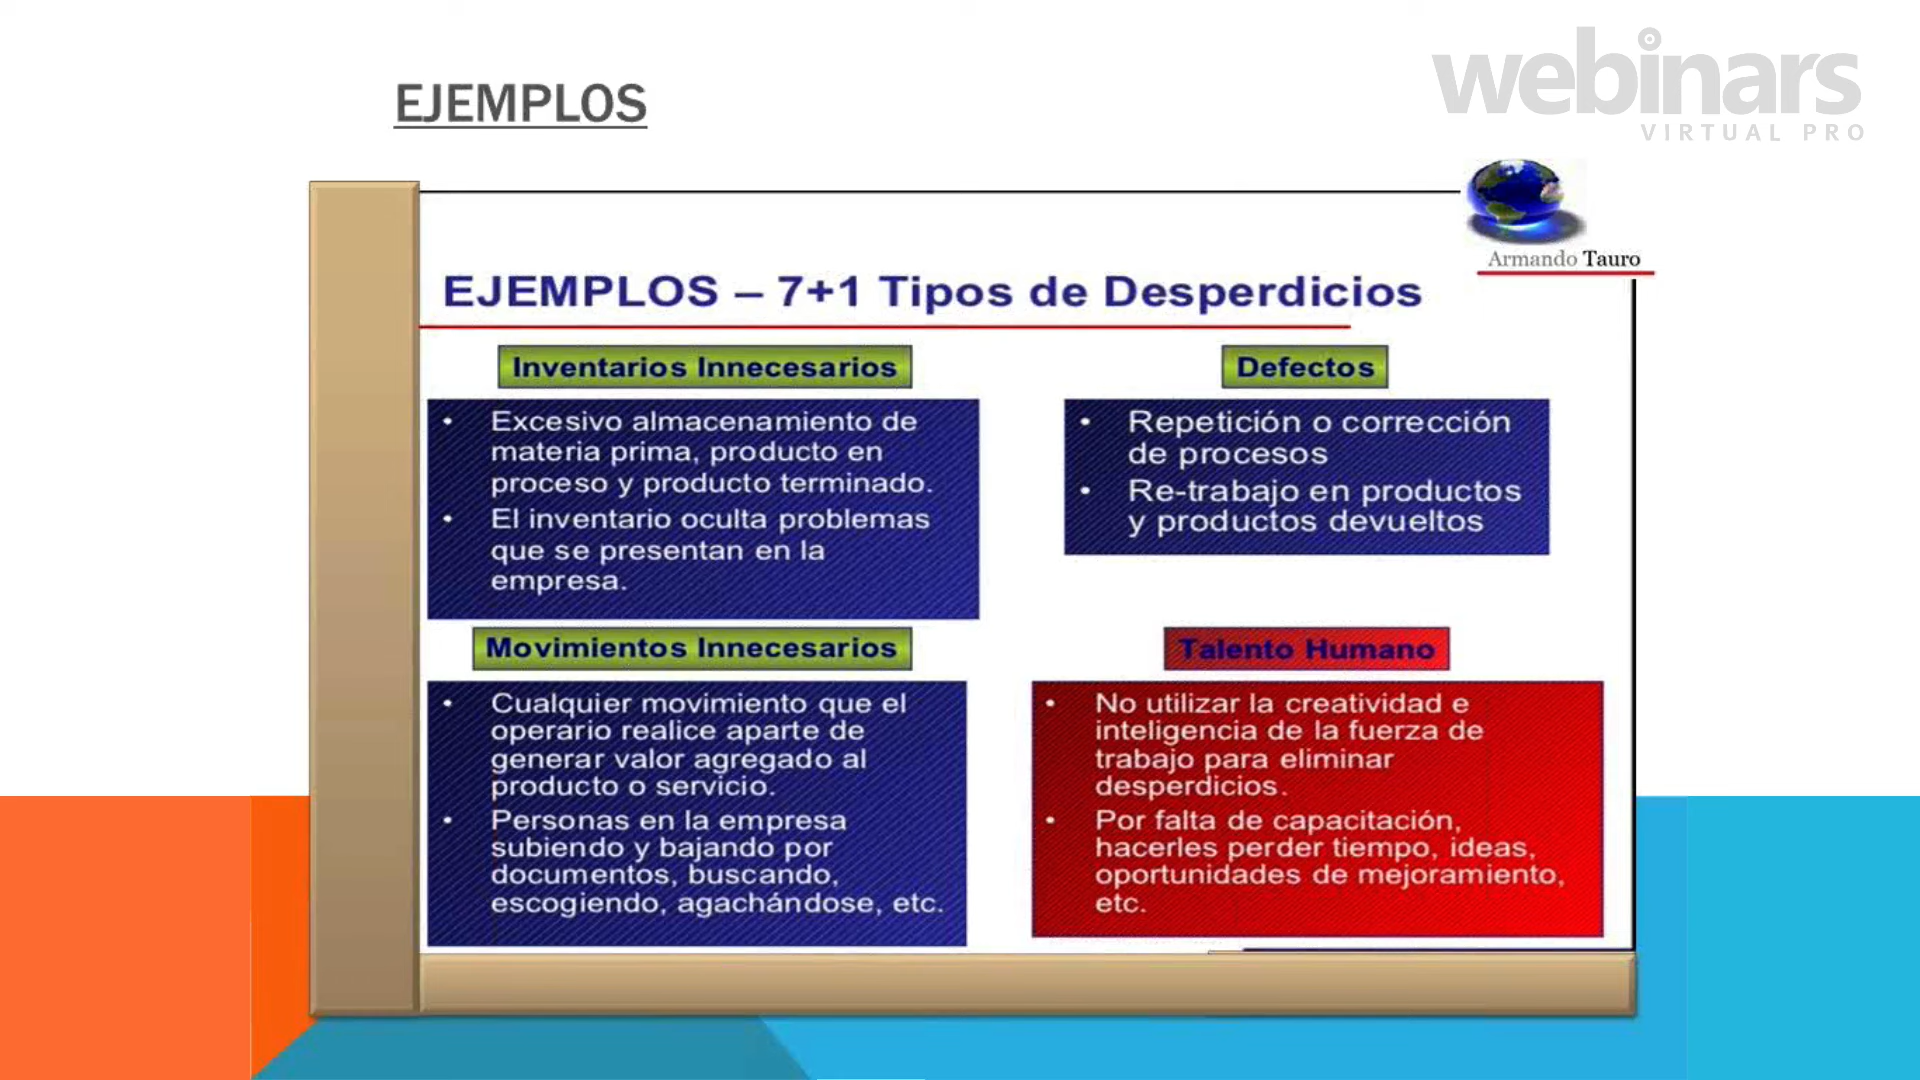 EJEMPLOS
webinars
VIRTUAL PRO
Armando Tauro
EJEMPLOS – 7+1 Tipos de Desperdicios
Inventarios Innecesarios
• Excesivo almacenamiento de
materia prima, producto en
proceso y producto terminado.
• El inventario oculta problemas
que se presentan en la
empresa.
Defectos
• Repetición o corrección
de procesos
• Re-trabajo en productos
y productos devueltos
Movimientos Innecesarios
• Cualquier movimiento que el
operario realice aparte de
generar valor agregado al
producto o servicio.
• Personas en la empresa
subiendo y bajando por
documentos, buscando,
escogiendo, agachándose, etc.
Talento Humano
• No utilizar la creatividad e
inteligencia de la fuerza de
trabajo para eliminar
desperdicios.
• Por falta de capacitación,
hacerles perder tiempo, ideas,
oportunidades de mejoramiento,
etc.